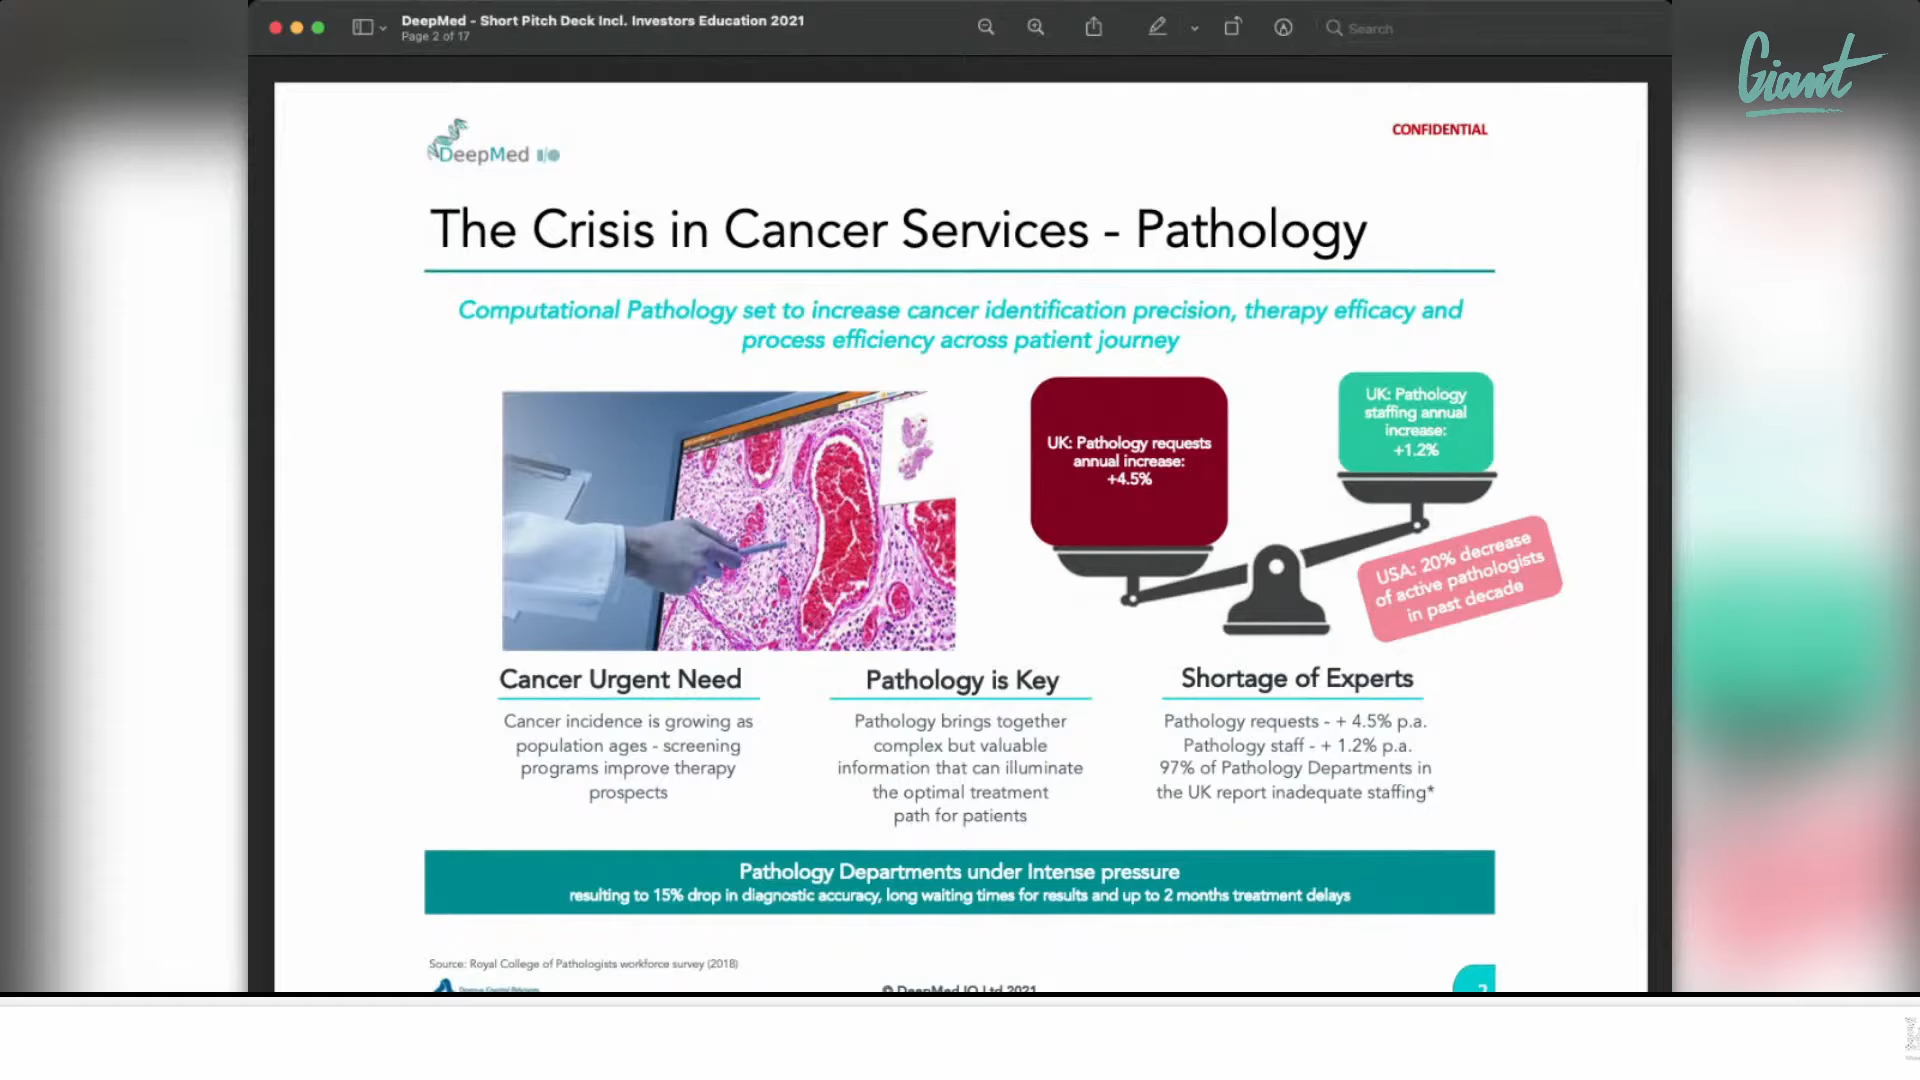 DeepMed - Short Pitch Deck Incl. Investors Education 2021
Page 2 of 17
Search
Giant
DeepMed I/O
CONFIDENTIAL
The Crisis in Cancer Services - Pathology
Computational Pathology set to increase cancer identification precision, therapy efficacy and
process efficiency across patient journey
UK: Pathology requests
annual increase:
+4.5%
UK: Pathology
staffing annual
increase:
+1.2%
USA: 20% decrease
of active pathologists
in past decade
Cancer Urgent Need
Cancer incidence is growing as
population ages - screening
programs improve therapy
prospects
Pathology is Key
Pathology brings together
complex but valuable
information that can illuminate
the optimal treatment
path for patients
Shortage of Experts
Pathology requests - + 4.5% p.a.
Pathology staff - + 1.2% p.a.
97% of Pathology Departments in
the UK report inadequate staffing*
Pathology Departments under Intense pressure
resulting to 15% drop in diagnostic accuracy, long waiting times for results and up to 2 months treatment delays
Source: Royal College of Pathologists workforce survey (2018)
© DeepMed IO Ltd 2021
2